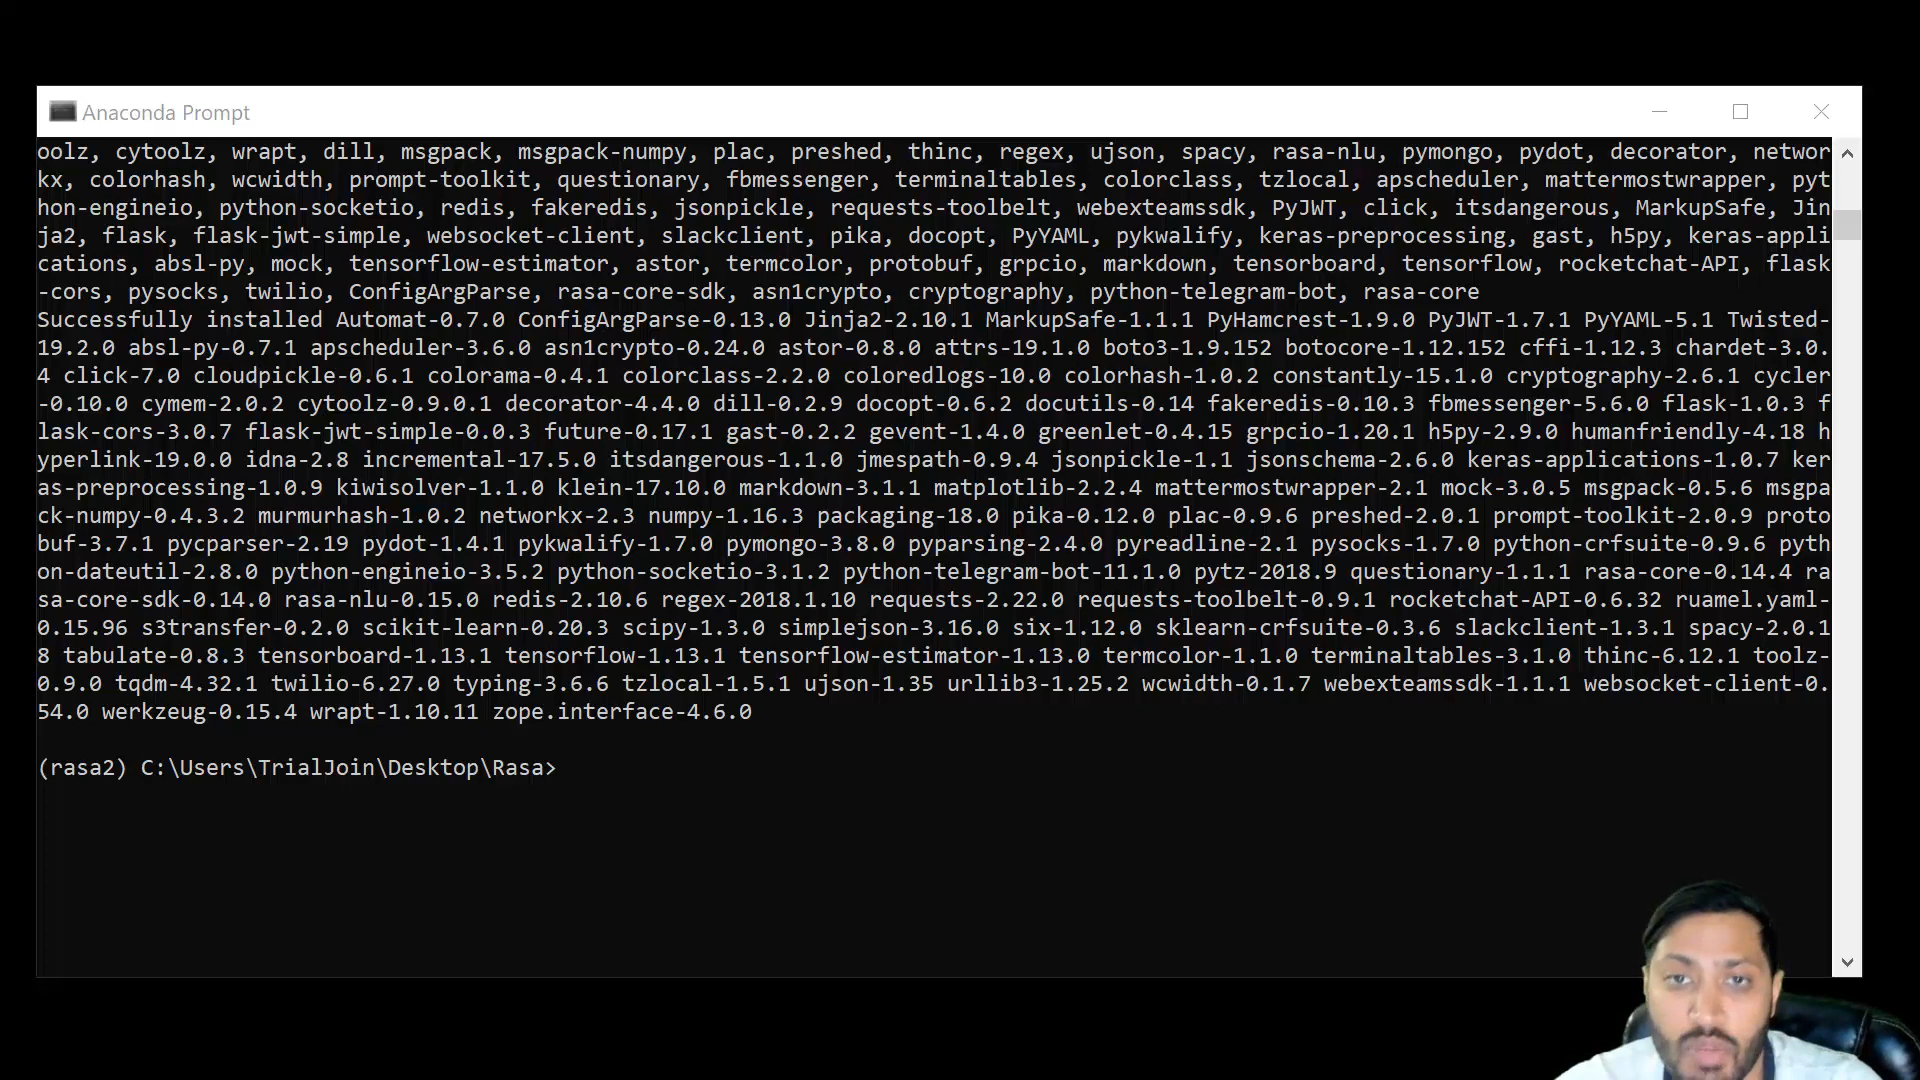 Anaconda Prompt
oolz, cytoolz, wrapt, dill, msgpack, msgpack-numpy, plac, preshed, thinc, regex, ujson, spacy, rasa-nlu, pymongo, pydot, decorator, networ
kx, colorhash, wcwidth, prompt-toolkit, questionary, fbmessenger, terminaltables, colorclass, tzlocal, apscheduler, mattermostwrapper, pyt
hon-engineio, python-socketio, redis, fakeredis, jsonpickle, requests-toolbelt, webexteamssdk, PyJWT, click, itsdangerous, MarkupSafe, Jin
ja2, flask, flask-jwt-simple, websocket-client, slackclient, pika, docopt, PyYAML, pykwalify, keras-preprocessing, gast, h5py, keras-appli
cations, absl-py, mock, tensorflow-estimator, astor, termcolor, protobuf, grpcio, markdown, tensorboard, tensorflow, rocketchat-API, flask
-cors, pysocks, twilio, ConfigArgParse, rasa-core-sdk, asn1crypto, cryptography, python-telegram-bot, rasa-core
Successfully installed Automat-0.7.0 ConfigArgParse-0.13.0 Jinja2-2.10.1 MarkupSafe-1.1.1 PyHamcrest-1.9.0 PyJWT-1.7.1 PyYAML-5.1 Twisted-
19.2.0 absl-py-0.7.1 apscheduler-3.6.0 asn1crypto-0.24.0 astor-0.8.0 attrs-19.1.0 boto3-1.9.152 botocore-1.12.152 cffi-1.12.3 chardet-3.0.
4 click-7.0 cloudpickle-0.6.1 colorama-0.4.1 colorclass-2.2.0 coloredlogs-10.0 colorhash-1.0.2 constantly-15.1.0 cryptography-2.6.1 cycler
-0.10.0 cymem-2.0.2 cytoolz-0.9.0.1 decorator-4.4.0 dill-0.2.9 docopt-0.6.2 docutils-0.14 fakeredis-0.10.3 fbmessenger-5.6.0 flask-1.0.3 f
lask-cors-3.0.7 flask-jwt-simple-0.0.3 future-0.17.1 gast-0.2.2 gevent-1.4.0 greenlet-0.4.15 grpcio-1.20.1 h5py-2.9.0 humanfriendly-4.18 h
yperlink-19.0.0 idna-2.8 incremental-17.5.0 itsdangerous-1.1.0 jmespath-0.9.4 jsonpickle-1.1 jsonschema-2.6.0 keras-applications-1.0.7 ker
as-preprocessing-1.0.9 kiwisolver-1.1.0 klein-17.10.0 markdown-3.1.1 matplotlib-2.2.4 mattermostwrapper-2.1 mock-3.0.5 msgpack-0.5.6 msgpa
ck-numpy-0.4.3.2 murmurhash-1.0.2 networkx-2.3 numpy-1.16.3 packaging-18.0 pika-0.12.0 plac-0.9.6 preshed-2.0.1 prompt-toolkit-2.0.9 proto
buf-3.7.1 pycparser-2.19 pydot-1.4.1 pykwalify-1.7.0 pymongo-3.8.0 pyparsing-2.4.0 pyreadline-2.1 pysocks-1.7.0 python-crfsuite-0.9.6 pyth
on-dateutil-2.8.0 python-engineio-3.5.2 python-socketio-3.1.2 python-telegram-bot-11.1.0 pytz-2018.9 questionary-1.1.1 rasa-core-0.14.4 ra
sa-core-sdk-0.14.0 rasa-nlu-0.15.0 redis-2.10.6 regex-2018.1.10 requests-2.22.0 requests-toolbelt-0.9.1 rocketchat-API-0.6.32 ruamel.yaml-
0.15.96 s3transfer-0.2.0 scikit-learn-0.20.3 scipy-1.3.0 simplejson-3.16.0 six-1.12.0 sklearn-crfsuite-0.3.6 slackclient-1.3.1 spacy-2.0.1
8 tabulate-0.8.3 tensorboard-1.13.1 tensorflow-1.13.1 tensorflow-estimator-1.13.0 termcolor-1.1.0 terminaltables-3.1.0 thinc-6.12.1 toolz-
0.9.0 tqdm-4.32.1 twilio-6.27.0 typing-3.6.6 tzlocal-1.5.1 ujson-1.35 urllib3-1.25.2 wcwidth-0.1.7 webexteamssdk-1.1.1 websocket-client-0.
54.0 werkzeug-0.15.4 wrapt-1.10.11 zope.interface-4.6.0
(rasa2) C:\Users\TrialJoin\Desktop\Rasa>